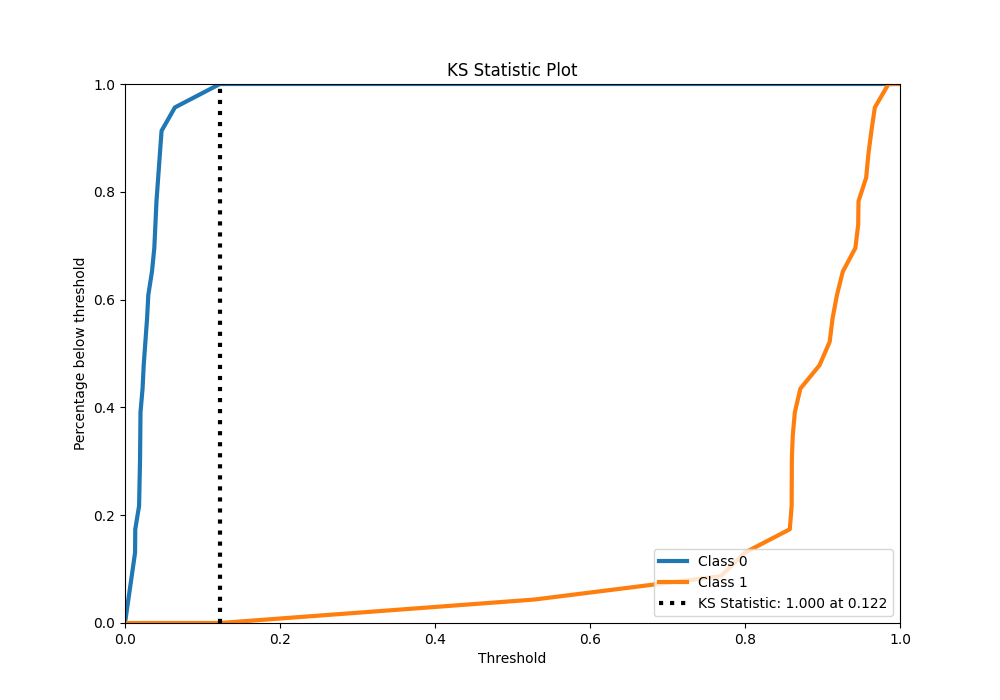 KS Statistic Plot
1.0
0.8
0.6
0.4
0.2
0.0
Percentage below threshold
0.0 0.2 0.4 0.6 0.8 1.0
Threshold
Class 0
Class 1
KS Statistic: 1.000 at 0.122